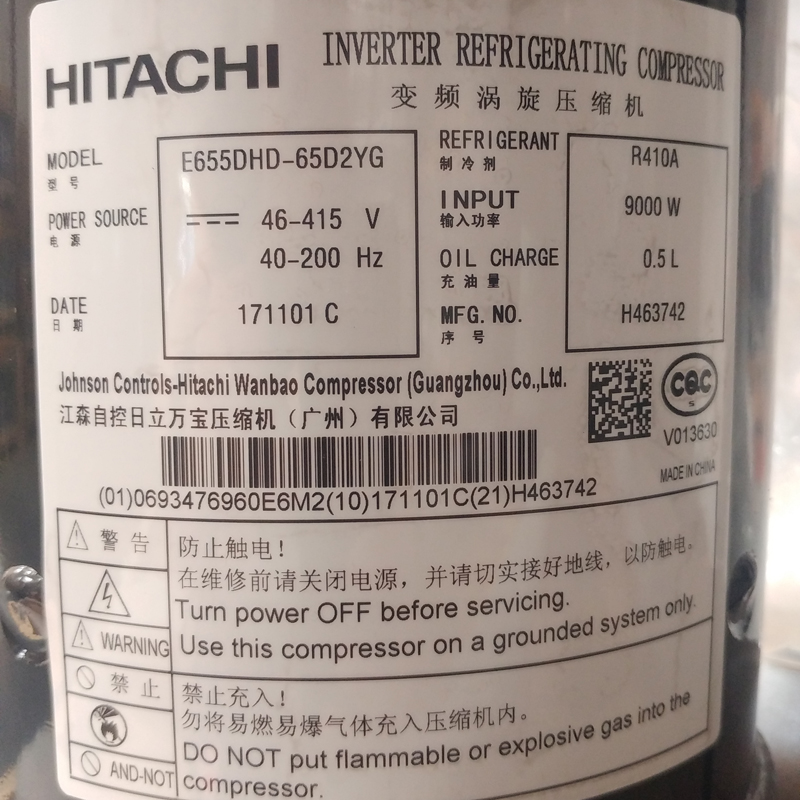 HITACHI
INVERTER REFRIGERATING COMPRESSOR
变频涡旋压缩机
MODEL
型号
E655DHD-65D2YG
POWER SOURCE
电源
46-415 V
40-200 Hz
DATE
日期
171101 C
REFRIGERANT
制冷剂
R410A
INPUT
输入功率
9000 W
OIL CHARGE
充油量
0.5 L
MFG. NO.
序号
H463742
Johnson Controls-Hitachi Wanbao Compressor (Guangzhou) Co.,Ltd.
江森自控日立万宝压缩机（广州）有限公司
CQC
S
V013630
MADE IN CHINA
(01)0693476960E6M2(10)171101C(21)H463742
警告
WARNING
防止触电！
在维修前请关闭电源，并请切实接好地线，以防触电。
Turn power OFF before servicing.
Use this compressor on a grounded system only.
禁止
AND-NOT
禁止充入！
勿将易燃易爆气体充入压缩机内。
DO NOT put flammable or explosive gas into the
compressor.